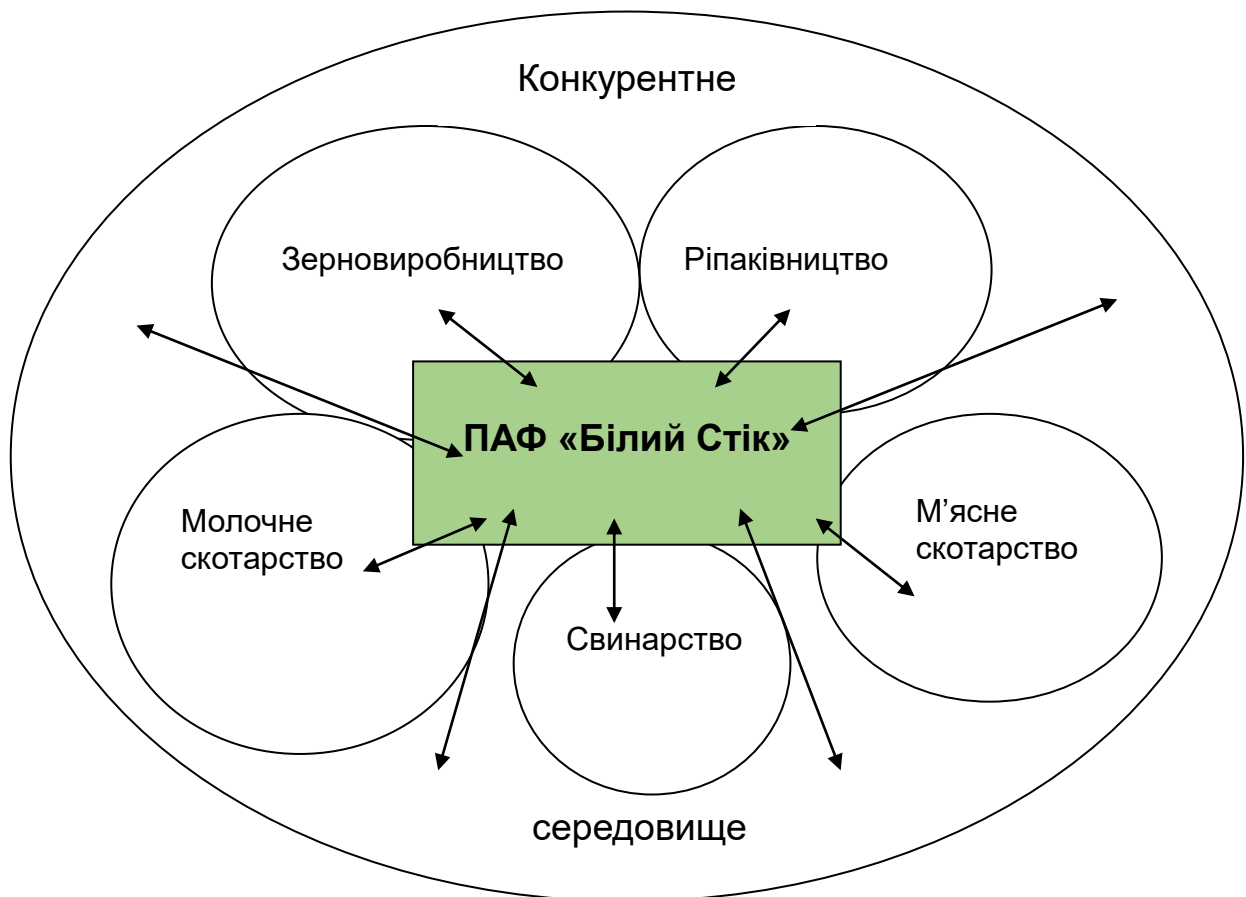 Конкурентне
Зерновиробництво
Ріпаківництво
ПАФ «Білий Стік»
Молочне
скотарство
М’ясне
скотарство
Свинарство
середовище